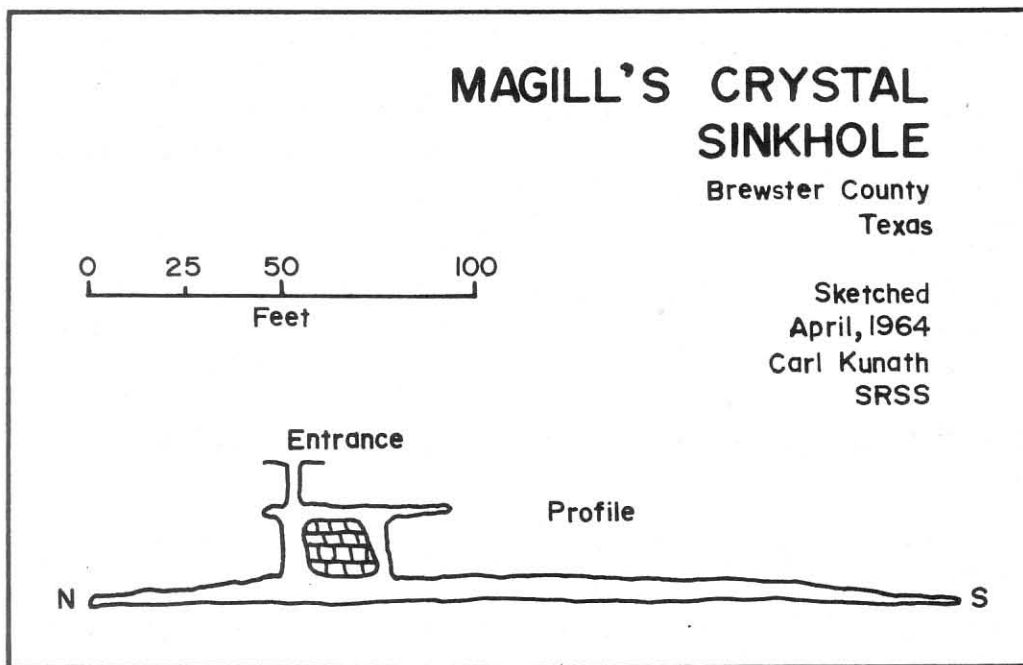 MAGILL'S CRYSTAL
SINKHOLE
Brewster County
Texas
0 25 50 100
Feet
Sketched
April, 1964
Carl Kunath
SRSS
Entrance
Profile
N S